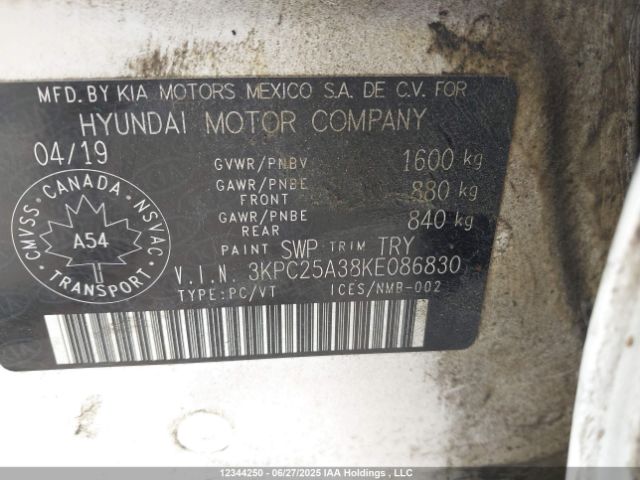 MFD. BY KIA MOTORS MEXICO S.A. DE C.V. FOR
HYUNDAI MOTOR COMPANY
04/19
GVWR/PNBV 1600 kg
GAWR/PNBE FRONT 880 kg
GAWR/PNBE REAR 840 kg
PAINT SWP TRIM TRY
V.I.N. 3KPC25A38KE086830
TYPE:PC/VT ICES/NMB-002
CMVSS CANADA NSVAC
A54
TRANSPORT
12344250 - 06/27/2025 IAA Holdings, LLC